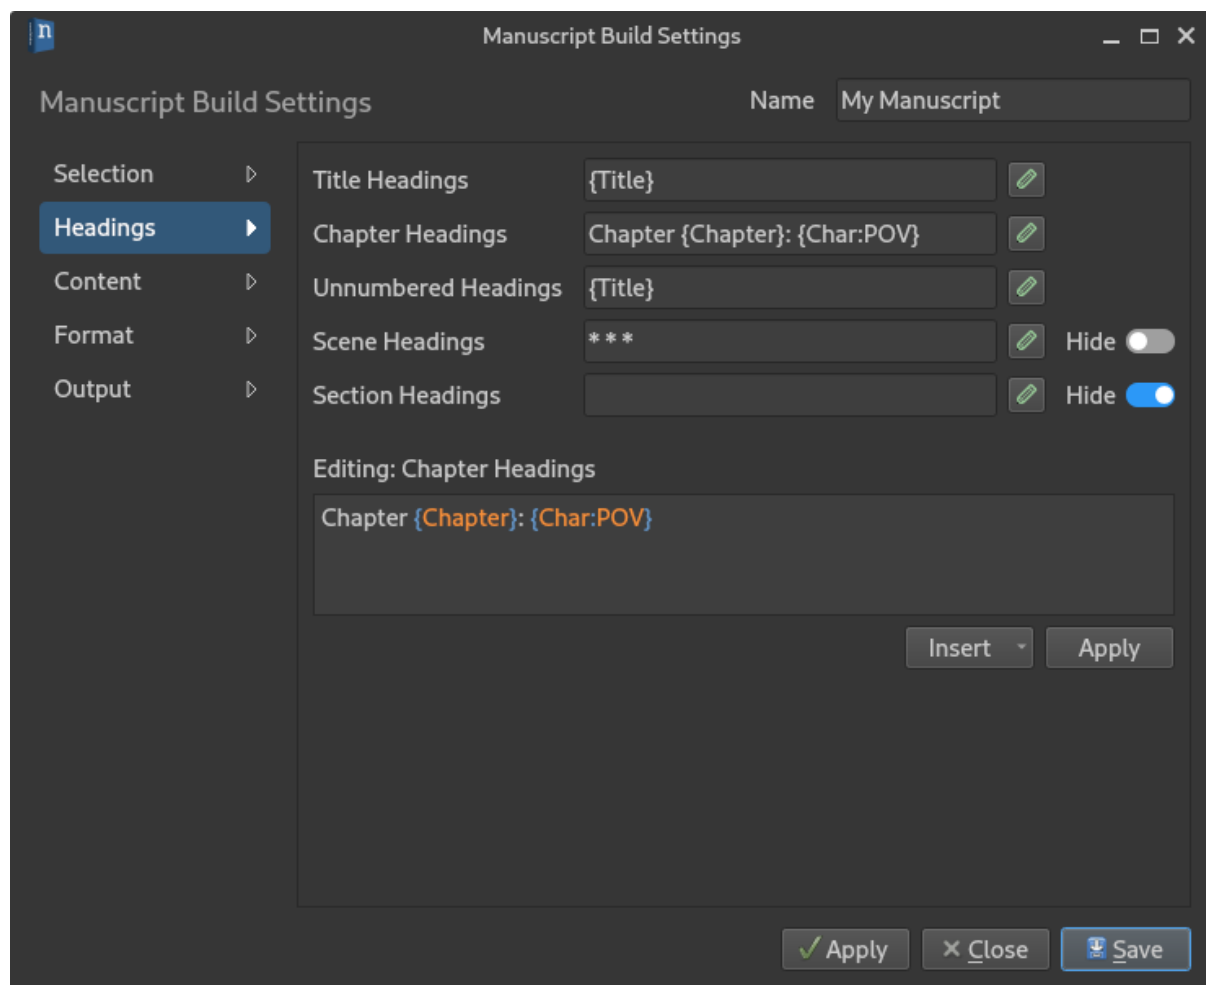 n
Manuscript Build Settings
Manuscript Build Settings
Name My Manuscript
Selection
Headings
Content
Format
Output
Title Headings {Title}
Chapter Headings Chapter {Chapter}: {Char:POV}
Unnumbered Headings {Title}
Scene Headings * * * Hide
Section Headings Hide
Editing: Chapter Headings
Chapter {Chapter}: {Char:POV}
Insert Apply
Apply Close Save